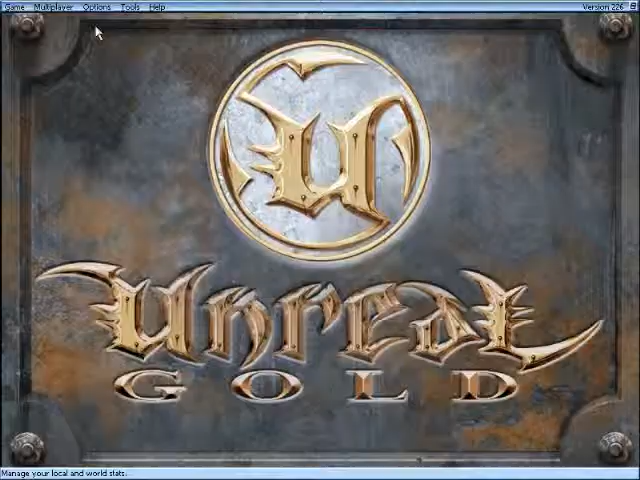 Game Multiplayer Options Tools Help Version 226
U
Unreal
GOLD
Manage your local and world stats...